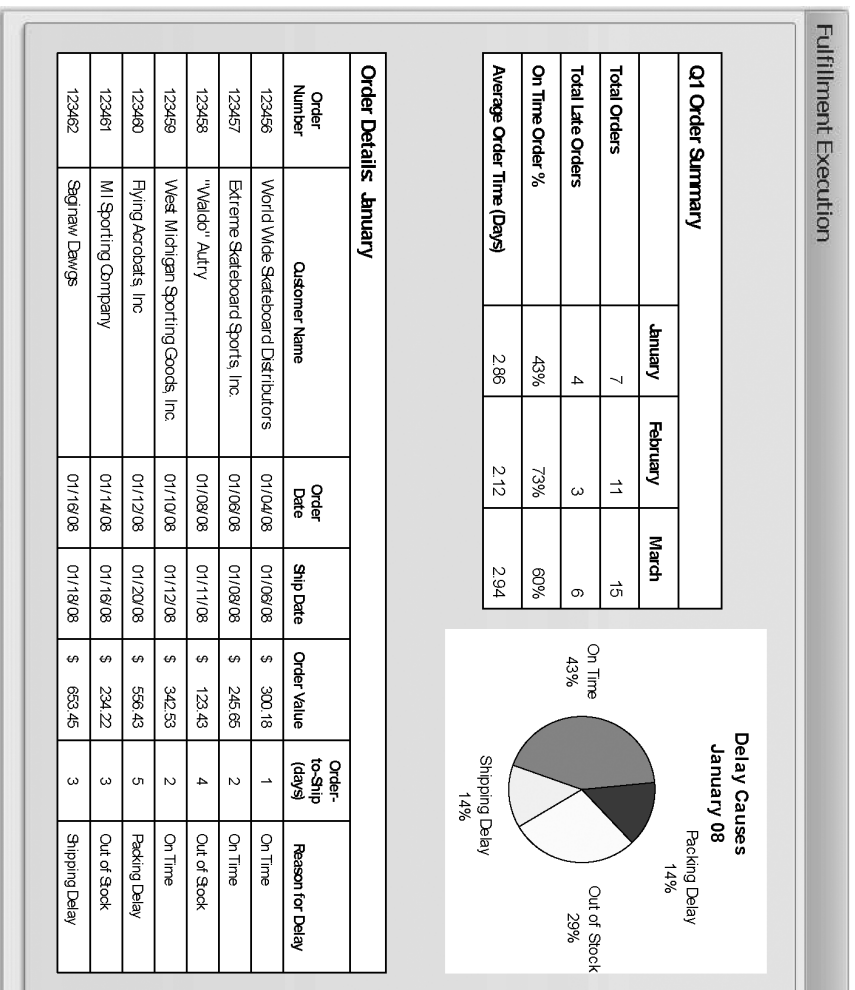 Fulfillment Execution
Q1 Order Summary
January February March
Total Orders 7 11 15
Total Late Orders 4 3 6
On Time Order % 43% 73% 60%
Average Order Time (Days) 2.86 2.12 2.94
Delay Causes
January 08
Packing Delay
14%
On Time
43%
Out of Stock
29%
Shipping Delay
14%
Order Details: January
Order Number Customer Name Order Date Ship Date Order Value Order-to-Ship (days) Reason for Delay
123456 World Wide Skateboard Distributors 01/04/08 01/06/08 $ 300.18 1 On Time
123457 Extreme Skateboard Sports, Inc. 01/06/08 01/08/08 $ 245.65 2 On Time
123458 "Waldo" Autry 01/08/08 01/11/08 $ 123.43 4 Out of Stock
123459 West Michigan Sporting Goods, Inc. 01/10/08 01/12/08 $ 342.53 2 On Time
123460 Flying Acrobats, Inc 01/12/08 01/20/08 $ 556.43 5 Packing Delay
123461 MI Sporting Company 01/14/08 01/16/08 $ 234.22 3 Out of Stock
123462 Saginaw Dawgs 01/16/08 01/18/08 $ 653.45 3 Shipping Delay